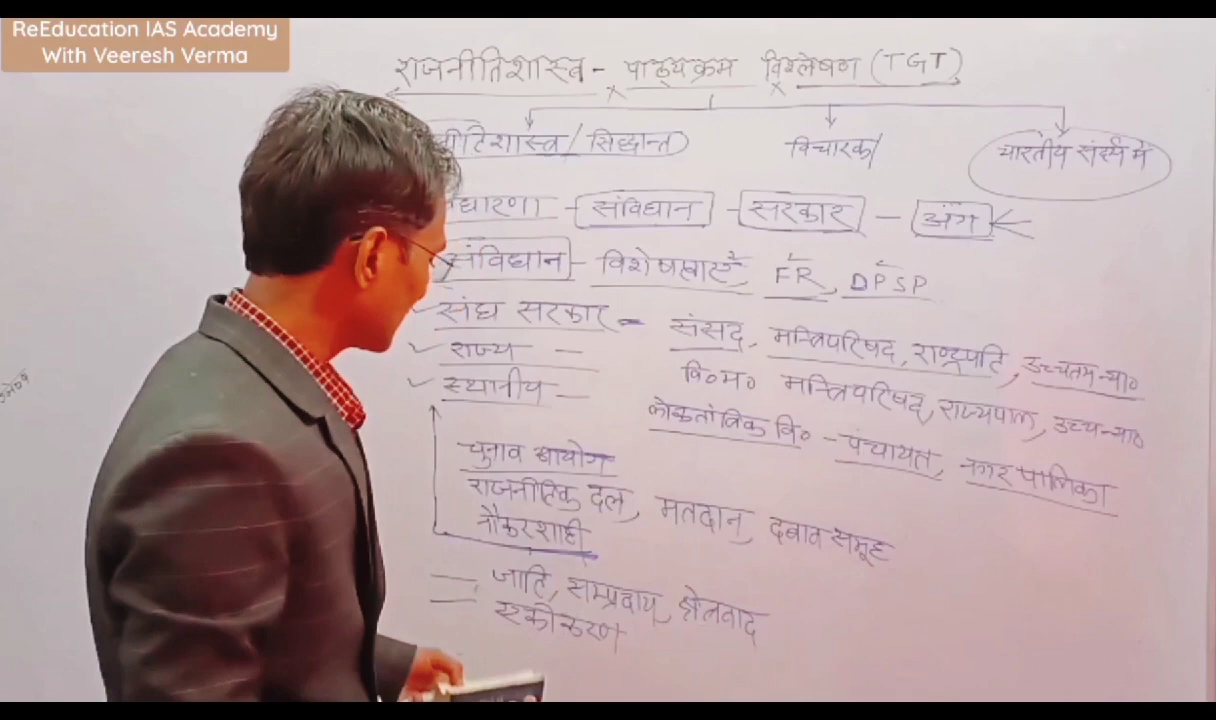 ReEducation IAS Academy
With Veeresh Verma
राजनीतिशास्त्र - पाठ्यक्रम विश्लेषण (TGT)
नीतिशास्त्र / सिद्धान्त विचारक / भारतीय संदर्भ में
धारणा - संविधान - सरकार - अंग
संविधान - विशेषताएँ, FR, DPSP
संघ सरकार = संसद, मन्त्रिपरिषद, राष्ट्रपति, उच्चतम न्या०
राज्य - वि०म० मन्त्रिपरिषद, राज्यपाल, उच्च न्या०
स्थानीय - लोकतांत्रिक वि० - पंचायत, नगरपालिका
चुनाव आयोग
राजनीतिक दल, मतदान, दबाव समूह
नौकरशाही
जाति, सम्प्रदाय, क्षेत्रवाद
एकीकरण